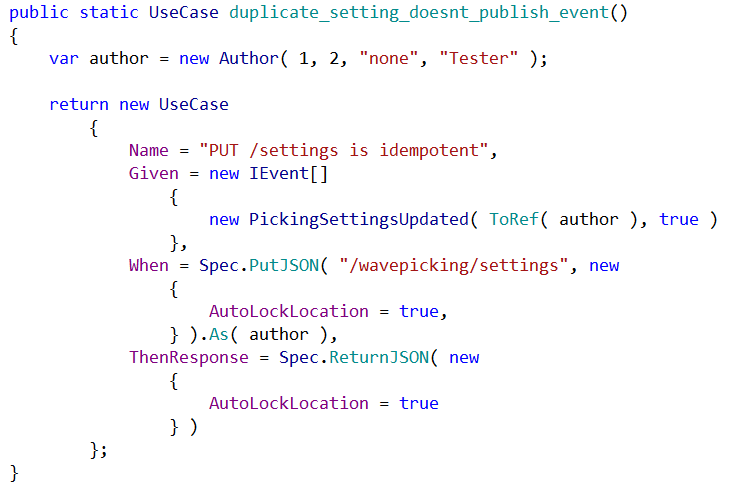 public static UseCase duplicate_setting_doesnt_publish_event()
{
    var author = new Author( 1, 2, "none", "Tester" );

    return new UseCase
        {
            Name = "PUT /settings is idempotent",
            Given = new IEvent[]
                {
                    new PickingSettingsUpdated( ToRef( author ), true )
                },
            When = Spec.PutJSON( "/wavepicking/settings", new
                {
                    AutoLockLocation = true,
                } ).As( author ),
            ThenResponse = Spec.ReturnJSON( new
                {
                    AutoLockLocation = true
                } )
        };
}